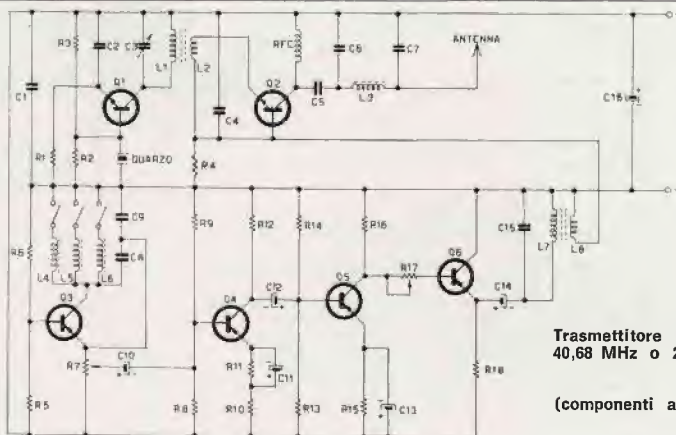 R3
C2
C3
L1
L2
RFC
C6
C7
ANTENNA
C1
Q1
Q2
C5
L3
C16
C4
R1
R2
QUARZO
R4
C9
R6
R9
R12
R14
R16
C15
L7
L8
C8
L4
L5
L6
Q3
Q4
C12
Q5
R17
Q6
C14
R7
C10
R11
C11
R18
R5
R8
R10
R13
R15
C13
Trasmettitore
40,68 MHz o 2
(componenti a